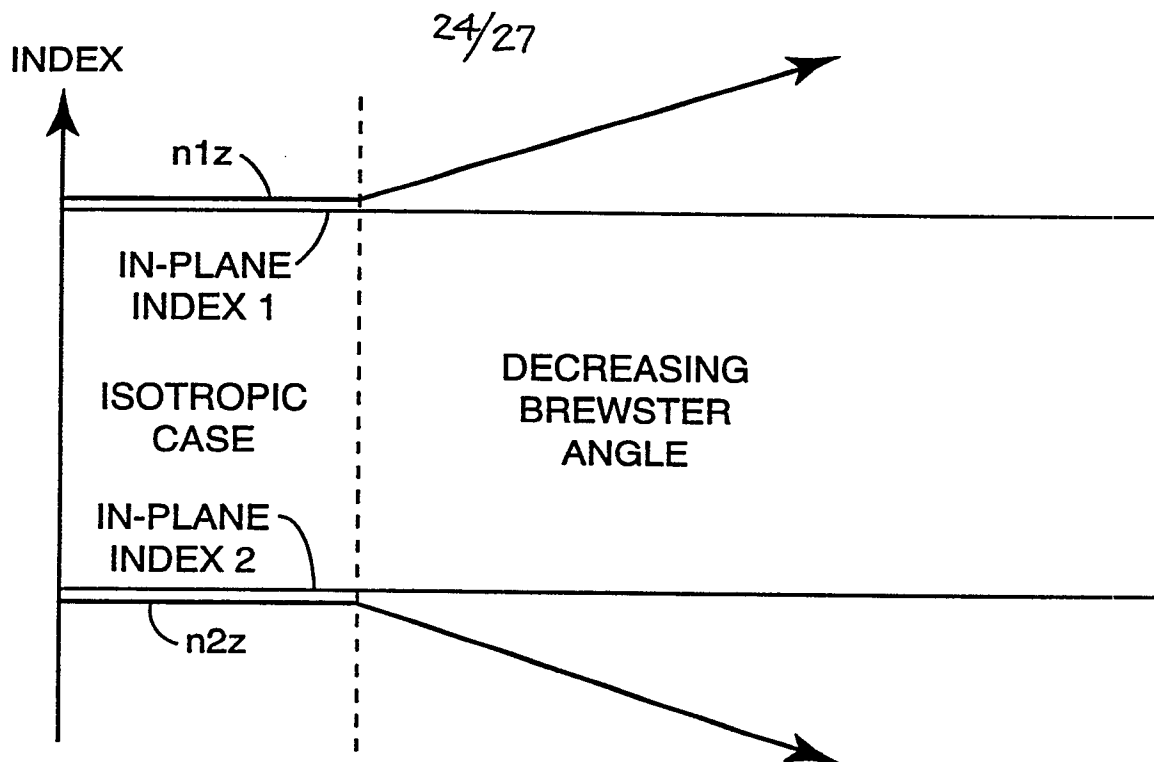 24/27
INDEX
n1z
IN-PLANE
INDEX 1
ISOTROPIC
CASE
DECREASING
BREWSTER
ANGLE
IN-PLANE
INDEX 2
n2z